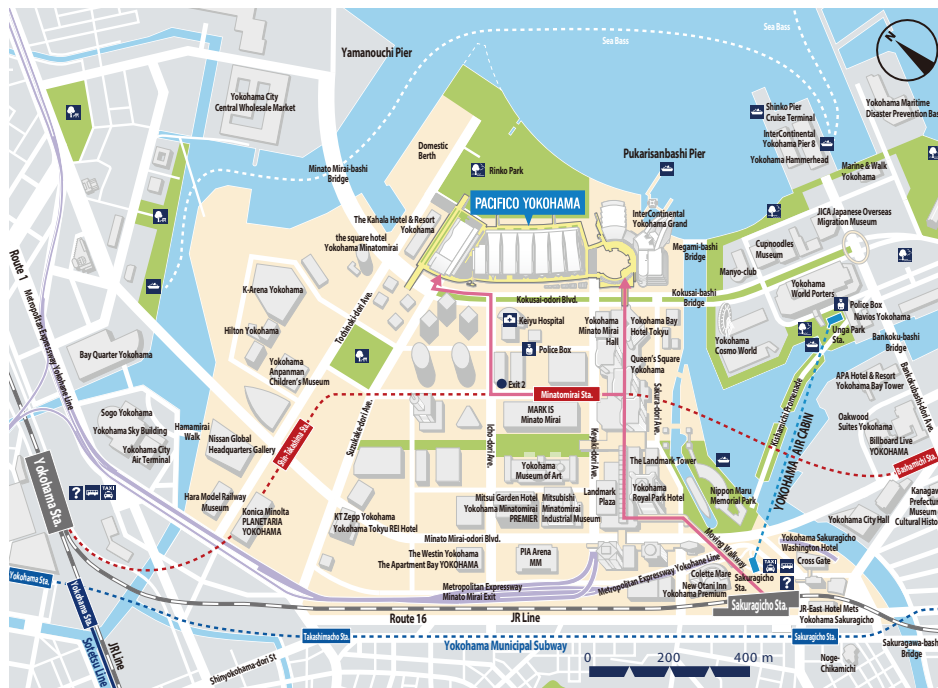 Sea Bass
Sea Bass
N
Yamanouchi Pier
Yokohama City
Central Wholesale Market
Domestic
Berth
Minato Mirai-bashi
Bridge
Rinko Park
Pukarisanbashi Pier
Shinko Pier
Cruise Terminal
InterContinental
Yokohama Pier 8
Yokohama Hammerhead
Yokohama Maritime
Disaster Prevention Bas
Marine & Walk
Yokohama
PACIFICO YOKOHAMA
The Kahala Hotel & Resort
Yokohama
the square hotel
Yokohama Minatomirai
InterContinental
Yokohama Grand
JICA Japanese Overseas
Migration Museum
Megami-bashi
Bridge
Cupnoodles
Museum
Manyo-club
Route 1
Metropolitan Expressway Yokohane Line
K-Arena Yokohama
Tochinoki-dori Ave.
Kokusai-odori Blvd.
Kokusai-bashi
Bridge
Yokohama
World Porters
Police Box
Navios Yokohama
Unga Park
Sta.
Bankoku-bashi
Bridge
Hilton Yokohama
Keiyu Hospital
Yokohama
Minato Mirai
Hall
Yokohama Bay
Hotel Tokyu
Yokohama
Cosmo World
Bay Quarter Yokohama
Yokohama
Anpanman
Children's Museum
Police Box
Queen's Square
Yokohama
Exit 2
Minatomirai Sta.
Sakura-dori Ave.
Kishamichi Promenade
APA Hotel & Resort
Yokohama Bay Tower
Bankokubashi-dori Ave.
Sogo Yokohama
Yokohama Sky Building
Yokohama City
Air Terminal
Hamamirai
Walk
Nissan Global
Headquarters Gallery
Shin-Takashima Sta.
Suzukake-dori Ave.
MARK IS
Minato Mirai
Icho-dori Ave.
Keyaki-dori Ave.
YOKOHAMA AIR CABIN
Oakwood
Suites Yokohama
Billboard Live
YOKOHAMA
Bashamichi Sta.
Yokohama Sta.
?
TAXI
Yokohama
Museum of Art
The Landmark Tower
Hara Model Railway
Museum
Konica Minolta
PLANETARIA
YOKOHAMA
KT Zepp Yokohama
Yokohama Tokyu REI Hotel
Mitsui Garden Hotel
Yokohama Minatomirai
PREMIER
Mitsubishi
Minatomirai
Industrial Museum
Landmark
Plaza
Yokohama
Royal Park Hotel
Nippon Maru
Memorial Park
Kanagaw
Prefectur
Museum
Cultural Histo
Yokohama City Hall
Minato Mirai-odori Blvd.
Moving Walkway
Yokohama Sakuragicho
Washington Hotel
Cross Gate
The Westin Yokohama
The Apartment Bay YOKOHAMA
PIA Arena
MM
Metropolitan Expressway Yokohane Line
TAXI
?
Sakuragicho
Sta.
Colette Mare
New Otani Inn
Yokohama Premium
Metropolitan Expressway
Minato Mirai Exit
Yokohama Sta.
Yokohama Sta.
Sotetsu Line
JR Line
Route 16
JR Line
Sakuragicho Sta.
JR-East Hotel Mets
Yokohama Sakuragicho
Takashimacho Sta.
Yokohama Municipal Subway
Sakuragicho Sta.
Sakuragawa-bash
Bridge
Shinyokohama-dori St
Noge-
Chikamichi
0 200 400 m